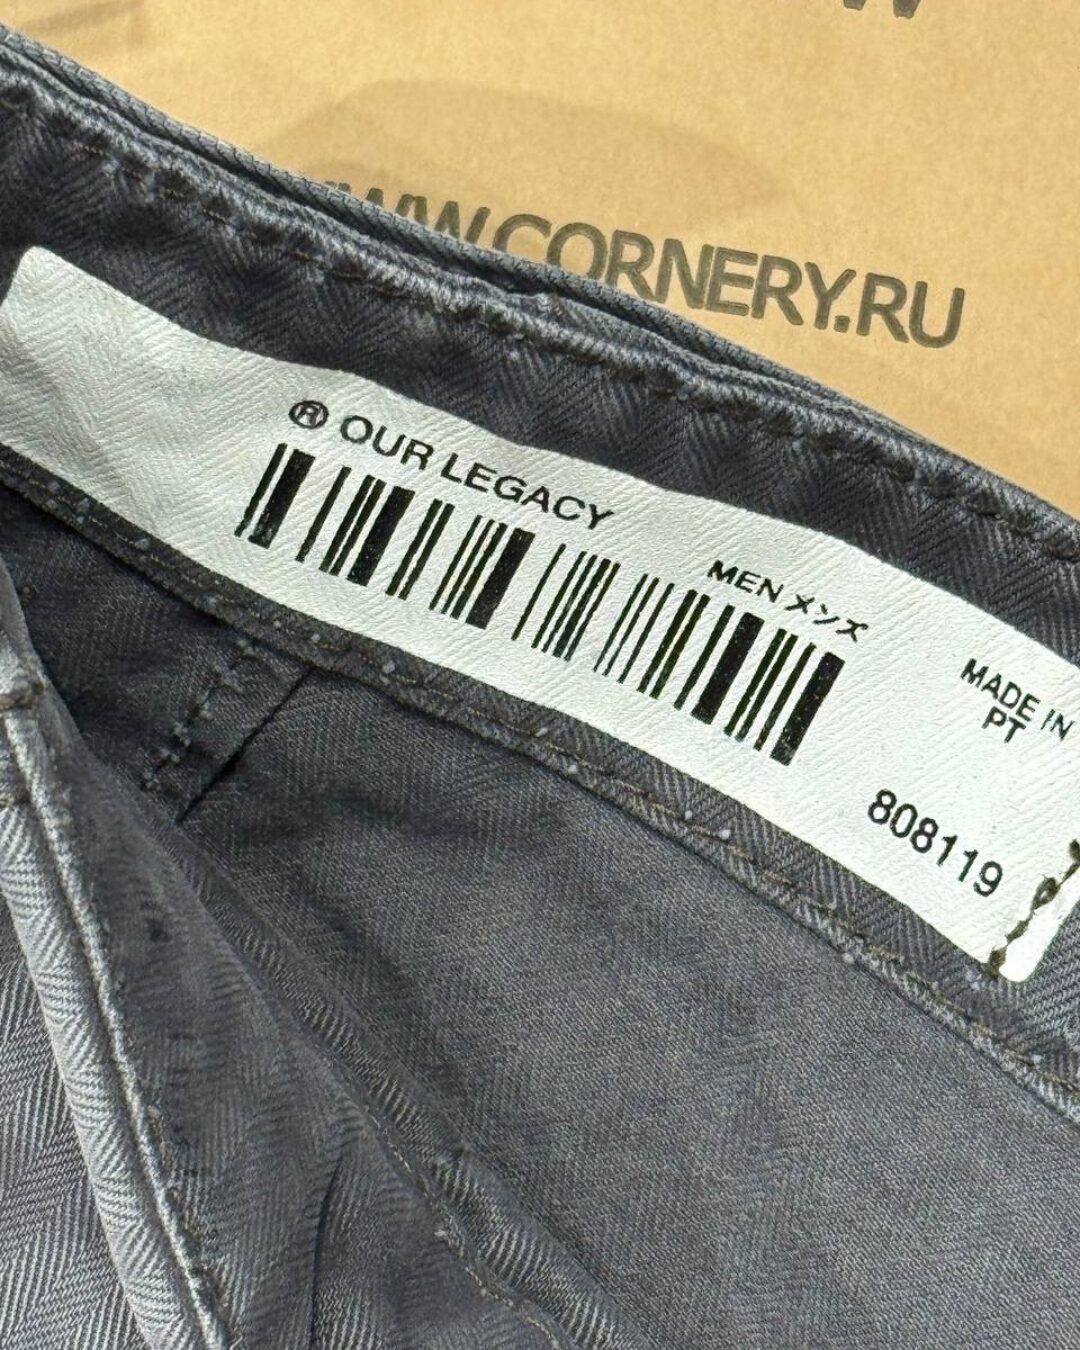 WWW.CORNERY.RU
® OUR LEGACY
MEN メンズ
MADE IN
PT
808119